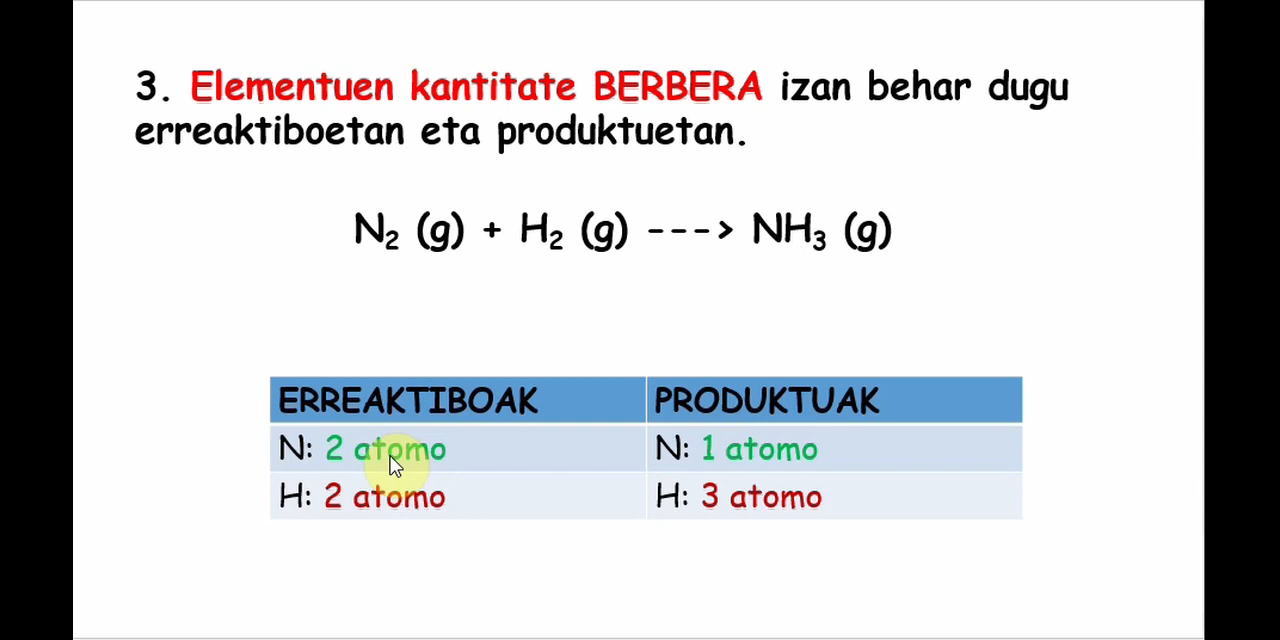 3. Elementuen kantitate BERBERA izan behar dugu
erreaktiboetan eta produktuetan.
N₂ (g) + H₂ (g) ---> NH₃ (g)
ERREAKTIBOAK PRODUKTUAK
N: 2 atomo N: 1 atomo
H: 2 atomo H: 3 atomo